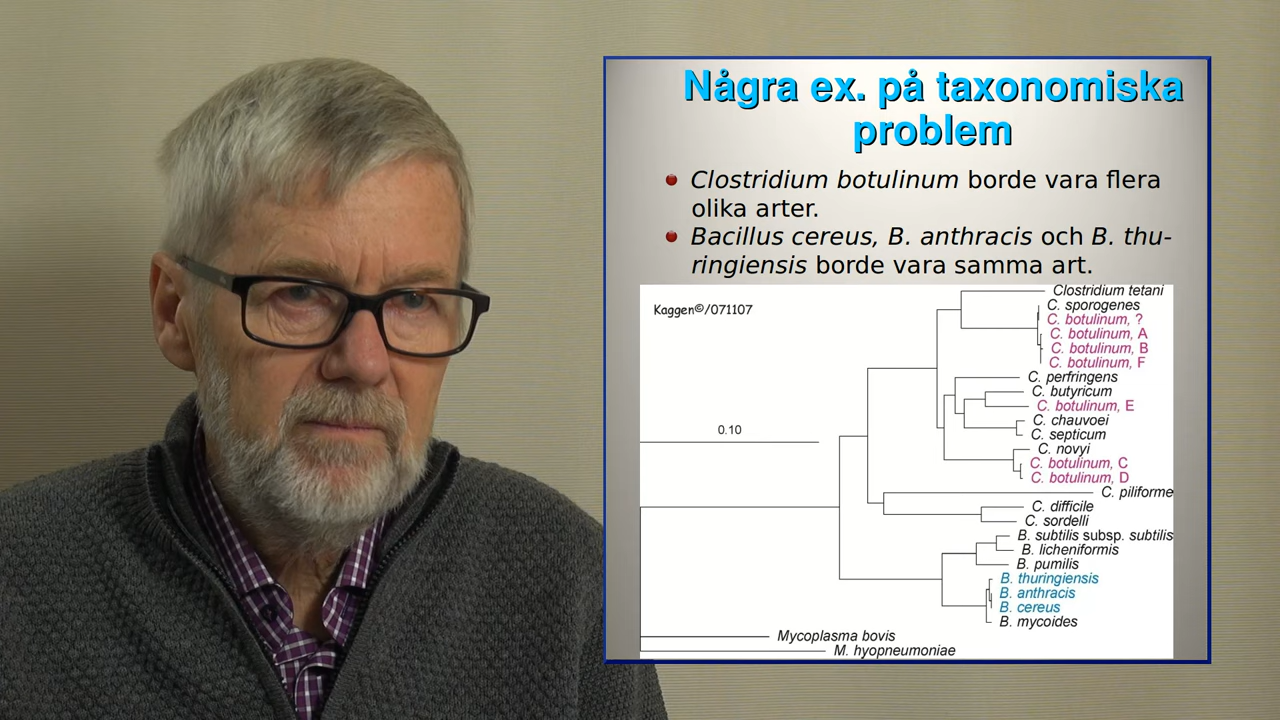 Några ex. på taxonomiska
problem
Clostridium botulinum borde vara flera
olika arter.
Bacillus cereus, B. anthracis och B. thu-
ringiensis borde vara samma art.
Kaggen©/071107
0.10
Clostridium tetani
C. sporogenes
C. botulinum, ?
C. botulinum, A
C. botulinum, B
C. botulinum, F
C. perfringens
C. butyricum
C. botulinum, E
C. chauvoei
C. septicum
C. novyi
C. botulinum, C
C. botulinum, D
C. piliforme
C. difficile
C. sordelli
B. subtilis subsp. subtilis
B. licheniformis
B. pumilis
B. thuringiensis
B. anthracis
B. cereus
B. mycoides
Mycoplasma bovis
M. hyopneumoniae